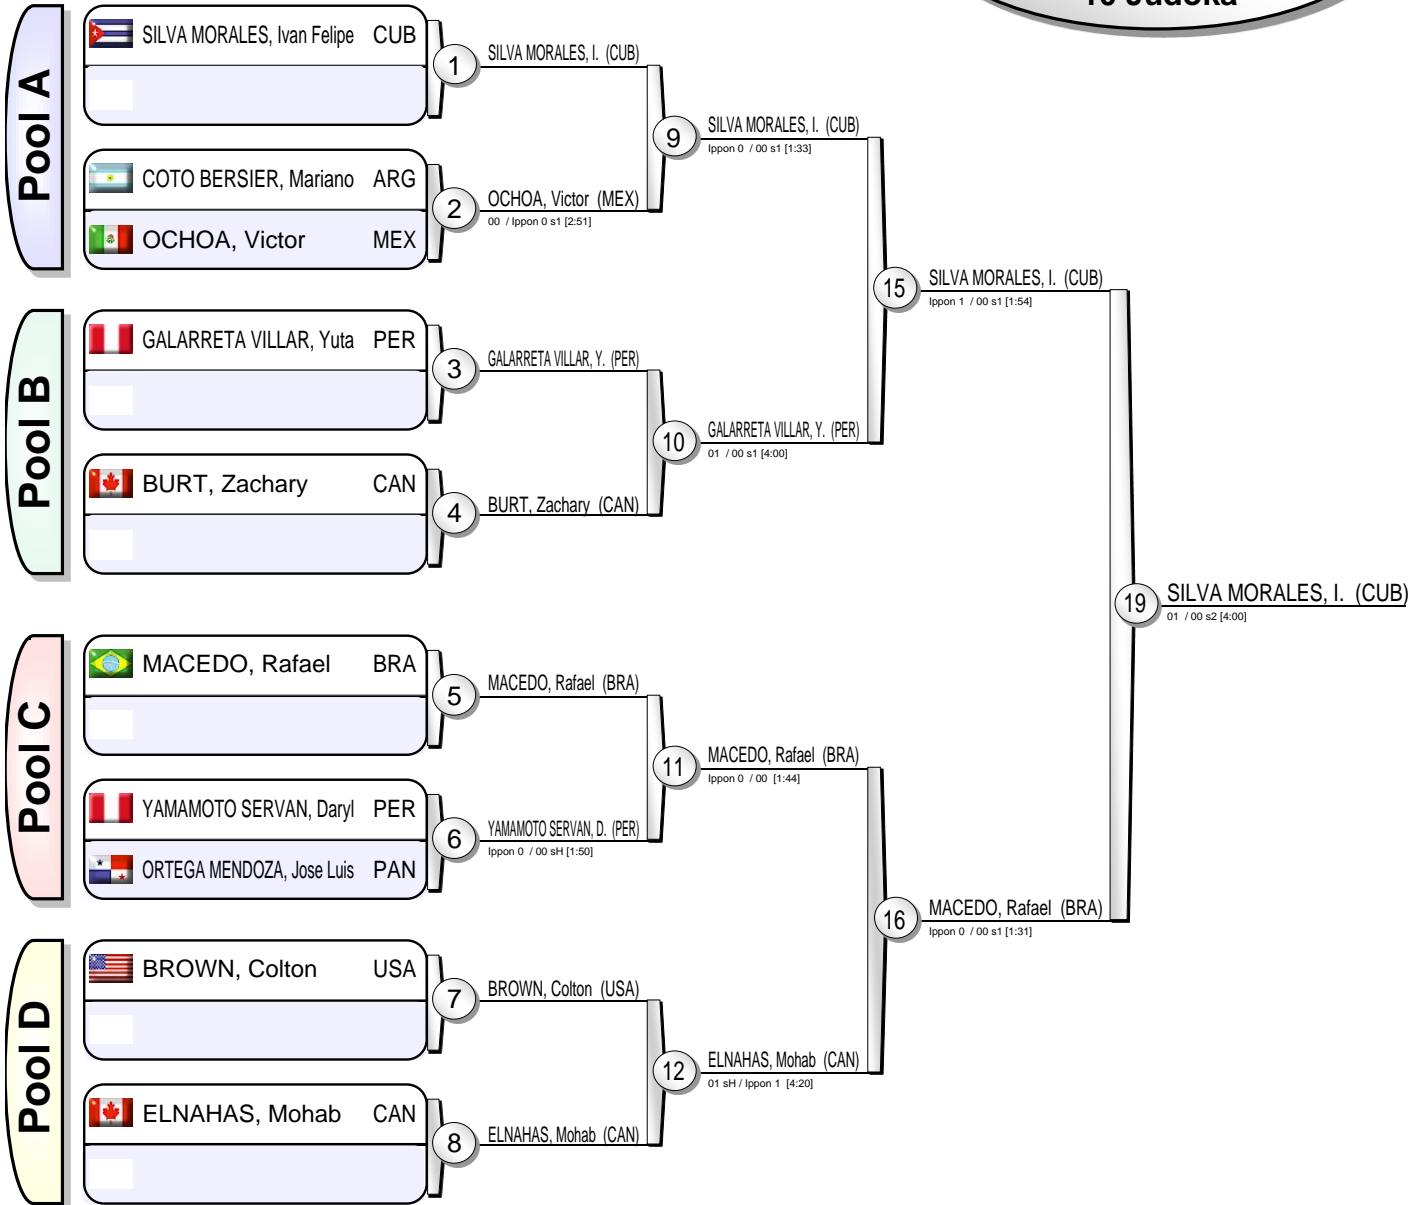 10 Judoka
Pool A
SILVA MORALES, Ivan Felipe CUB
1
SILVA MORALES, I. (CUB)
COTO BERSIER, Mariano ARG
OCHOA, Victor MEX
2
OCHOA, Victor (MEX)
00 / Ippon 0 s1 [2:51]
9
SILVA MORALES, I. (CUB)
Ippon 0 / 00 s1 [1:33]
Pool B
GALARRETA VILLAR, Yuta PER
3
GALARRETA VILLAR, Y. (PER)
BURT, Zachary CAN
4
BURT, Zachary (CAN)
10
GALARRETA VILLAR, Y. (PER)
01 / 00 s1 [4:00]
15
SILVA MORALES, I. (CUB)
Ippon 1 / 00 s1 [1:54]
Pool C
MACEDO, Rafael BRA
5
MACEDO, Rafael (BRA)
YAMAMOTO SERVAN, Daryl PER
ORTEGA MENDOZA, Jose Luis PAN
6
YAMAMOTO SERVAN, D. (PER)
Ippon 0 / 00 sH [1:50]
11
MACEDO, Rafael (BRA)
Ippon 0 / 00 [1:44]
Pool D
BROWN, Colton USA
7
BROWN, Colton (USA)
ELNAHAS, Mohab CAN
8
ELNAHAS, Mohab (CAN)
12
ELNAHAS, Mohab (CAN)
01 sH / Ippon 1 [4:20]
16
MACEDO, Rafael (BRA)
Ippon 0 / 00 s1 [1:31]
19
SILVA MORALES, I. (CUB)
01 / 00 s2 [4:00]